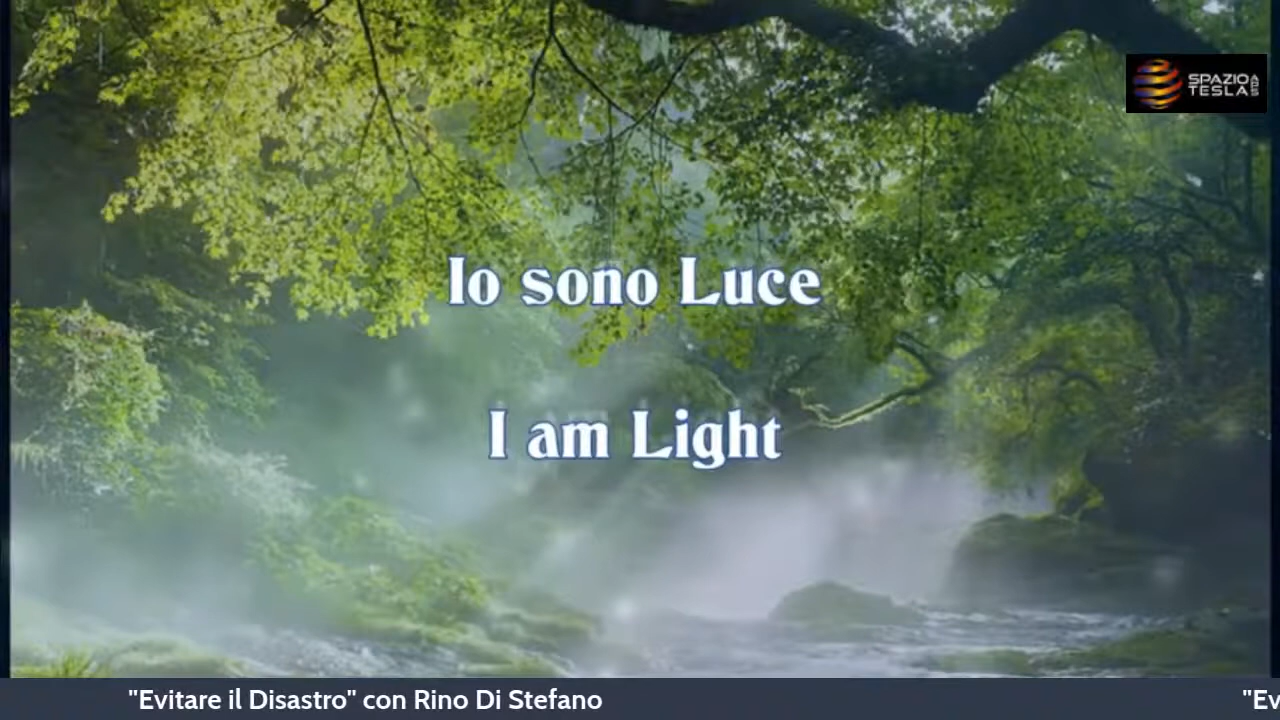 SPAZIO
TESLA
Io sono Luce
I am Light
"Evitare il Disastro" con Rino Di Stefano
"Ev